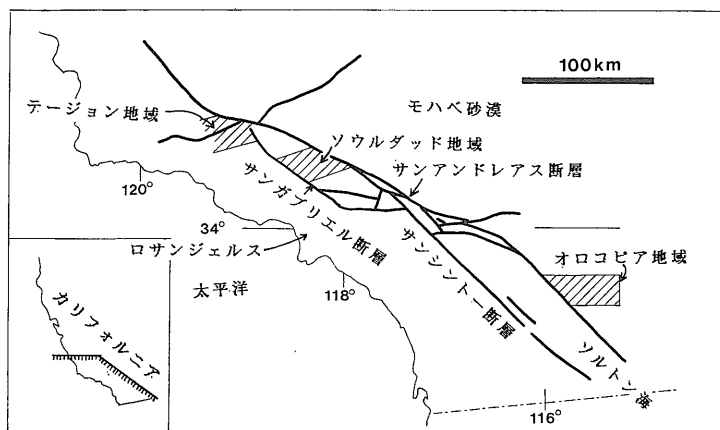 100km
テージョン地域
モハベ砂漠
ソウルダッド地域
サンアンドレアス断層
120°
サンガブリエル断層
34°
ロサンジェルス
サンシントー断層
オロコピア地域
太平洋
118°
カリフォルニア
ソルトン海
116°